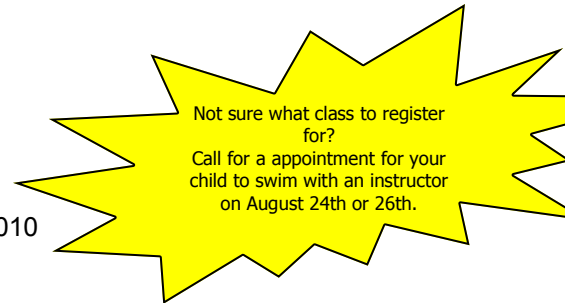 Not sure what class to register
for?
Call for a appointment for your
child to swim with an instructor
on August 24th or 26th.
010